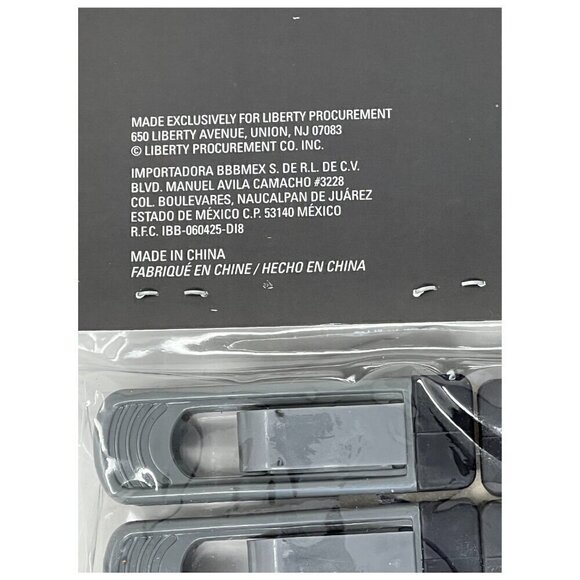 MADE EXCLUSIVELY FOR LIBERTY PROCUREMENT
650 LIBERTY AVENUE, UNION, NJ 07083
© LIBERTY PROCUREMENT CO. INC.
IMPORTADORA BBBMEX S. DE R.L. DE C.V.
BLVD. MANUEL AVILA CAMACHO #3228
COL. BOULEVARES, NAUCALPAN DE JUÁREZ
ESTADO DE MÉXICO C.P. 53140 MÉXICO
R.F.C. IBB-060425-DI8
MADE IN CHINA
FABRIQUÉ EN CHINE / HECHO EN CHINA